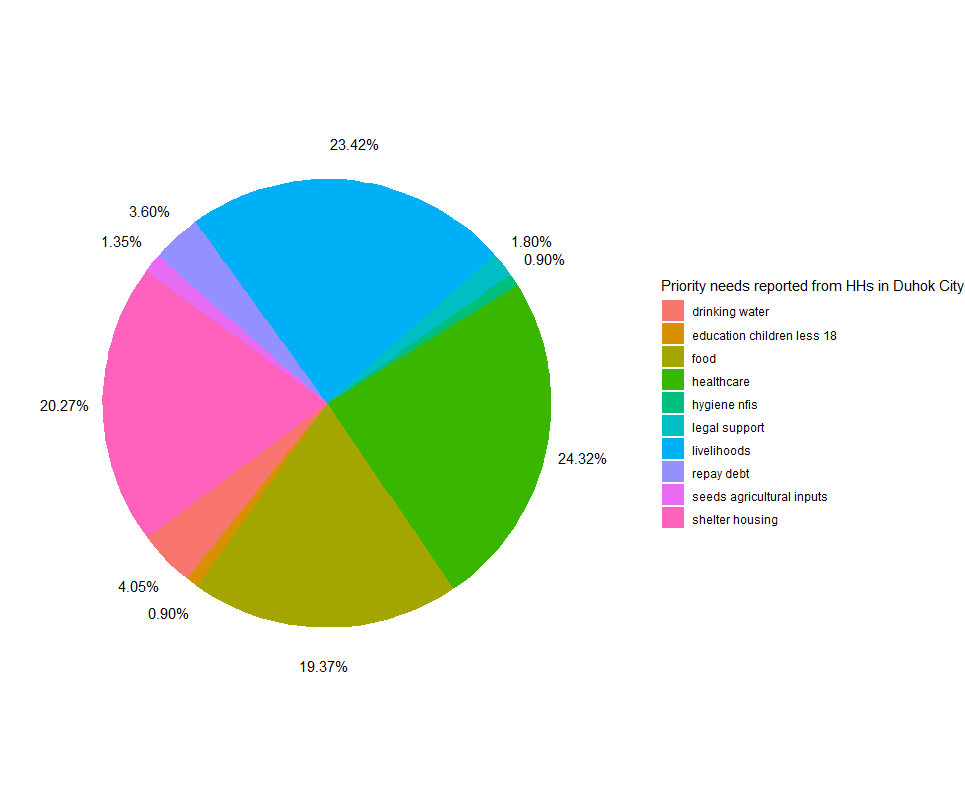 23.42%
3.60%
1.80%
1.35%
0.90%
20.27%
24.32%
4.05%
0.90%
19.37%
Priority needs reported from HHs in Duhok City
drinking water
education children less 18
food
healthcare
hygiene nfis
legal support
livelihoods
repay debt
seeds agricultural inputs
shelter housing